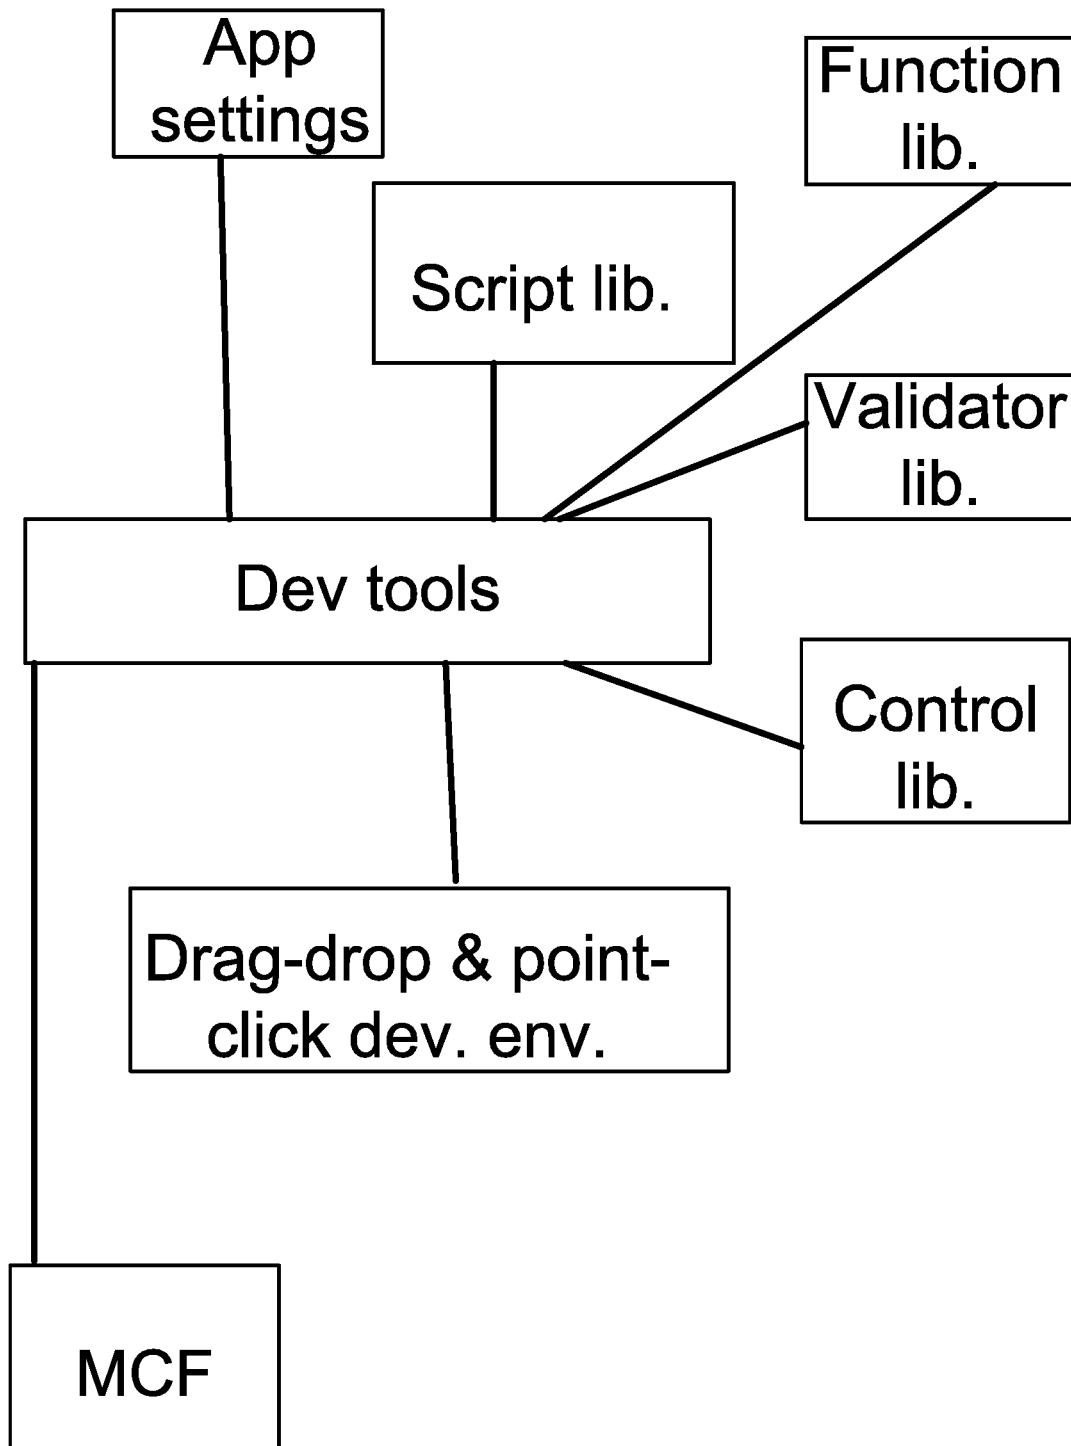 App
settings
Function
lib.
Script lib.
Validator
lib.
Dev tools
Control
lib.
Drag-drop & point-
click dev. env.
MCF